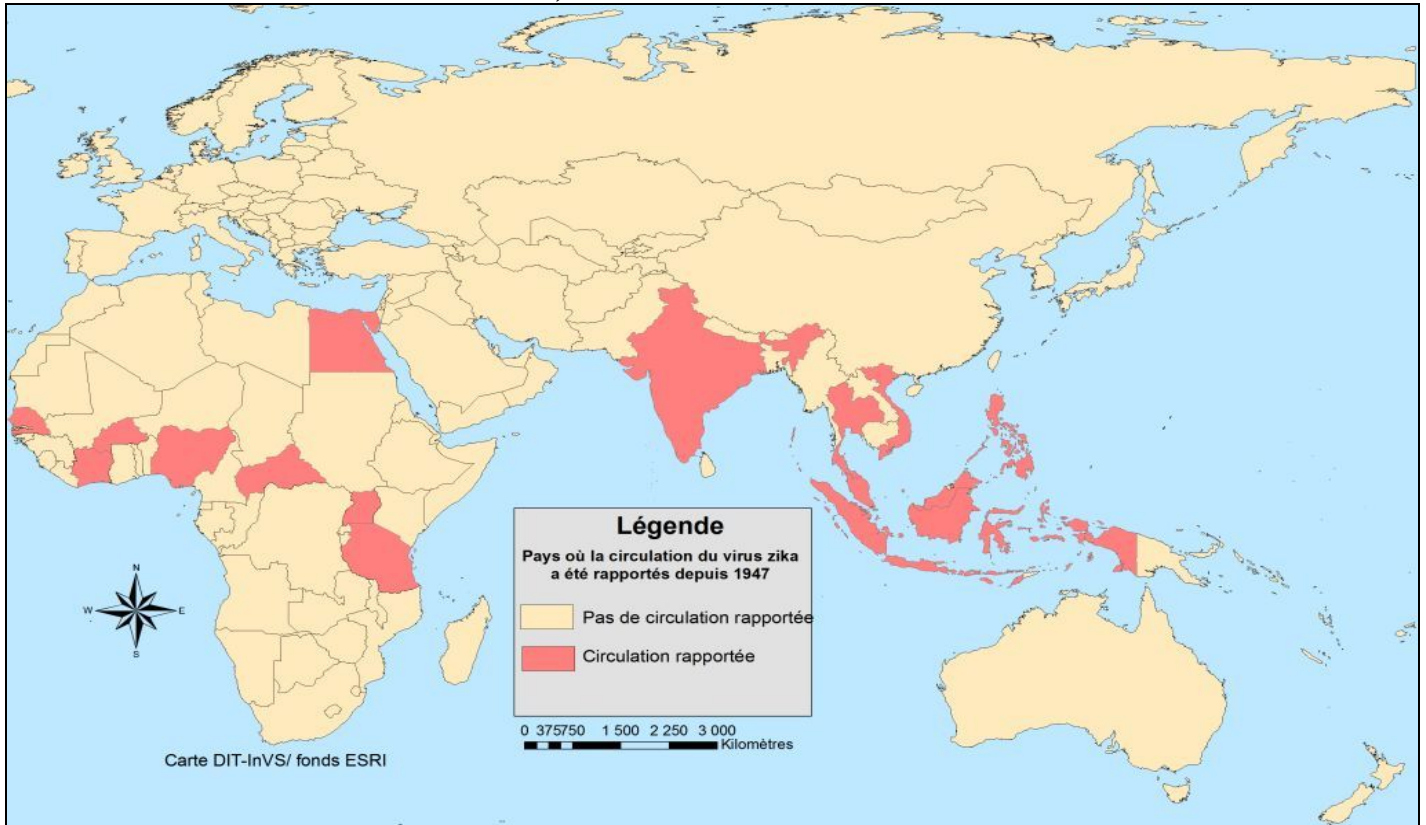 N
W
E
S
Légende
Pays où la circulation du virus zika
a été rapportés depuis 1947
Pas de circulation rapportée
Circulation rapportée
0 375750 1 500 2 250 3 000
Kilomètres
Carte DIT-InVS/ fonds ESRI